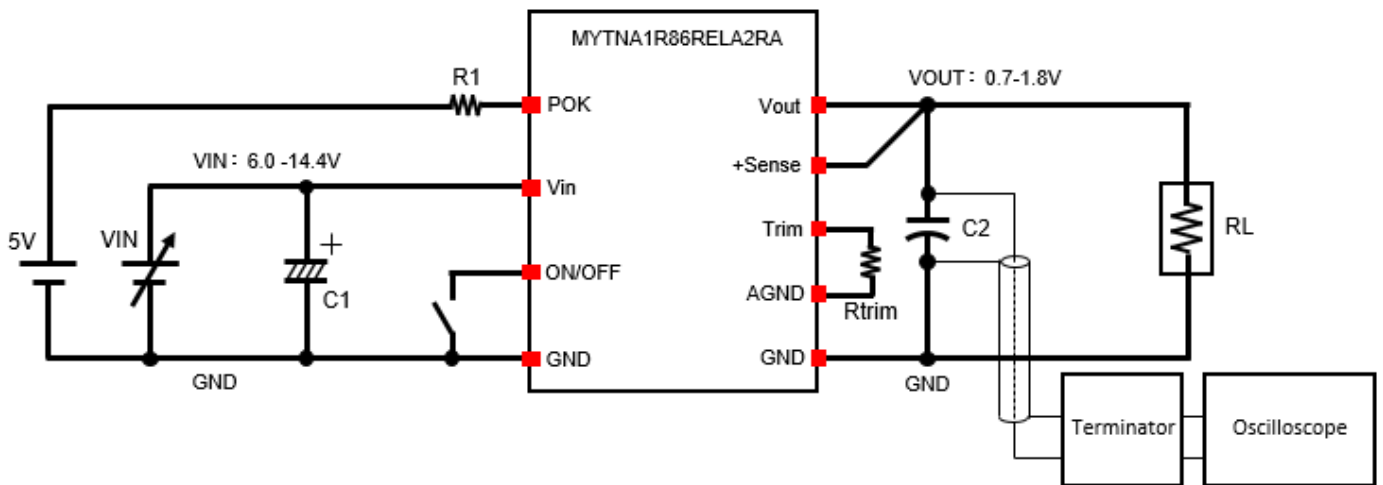 MYTNA1R86RELA2RA
R1
POK
Vout
VOUT： 0.7-1.8V
VIN： 6.0 -14.4V
+Sense
Vin
5V
VIN
C1
Trim
C2
RL
ON/OFF
AGND
Rtrim
GND
GND
GND
GND
Terminator
Oscilloscope
+